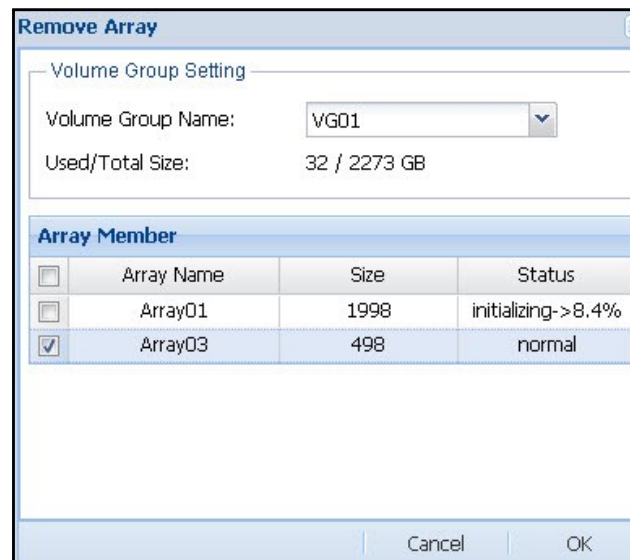 Remove Array
Volume Group Setting
Volume Group Name: VG01
Used/Total Size: 32 / 2273 GB
Array Member
Array Name Size Status
Array01 1998 initializing->8.4%
Array03 498 normal
Cancel OK